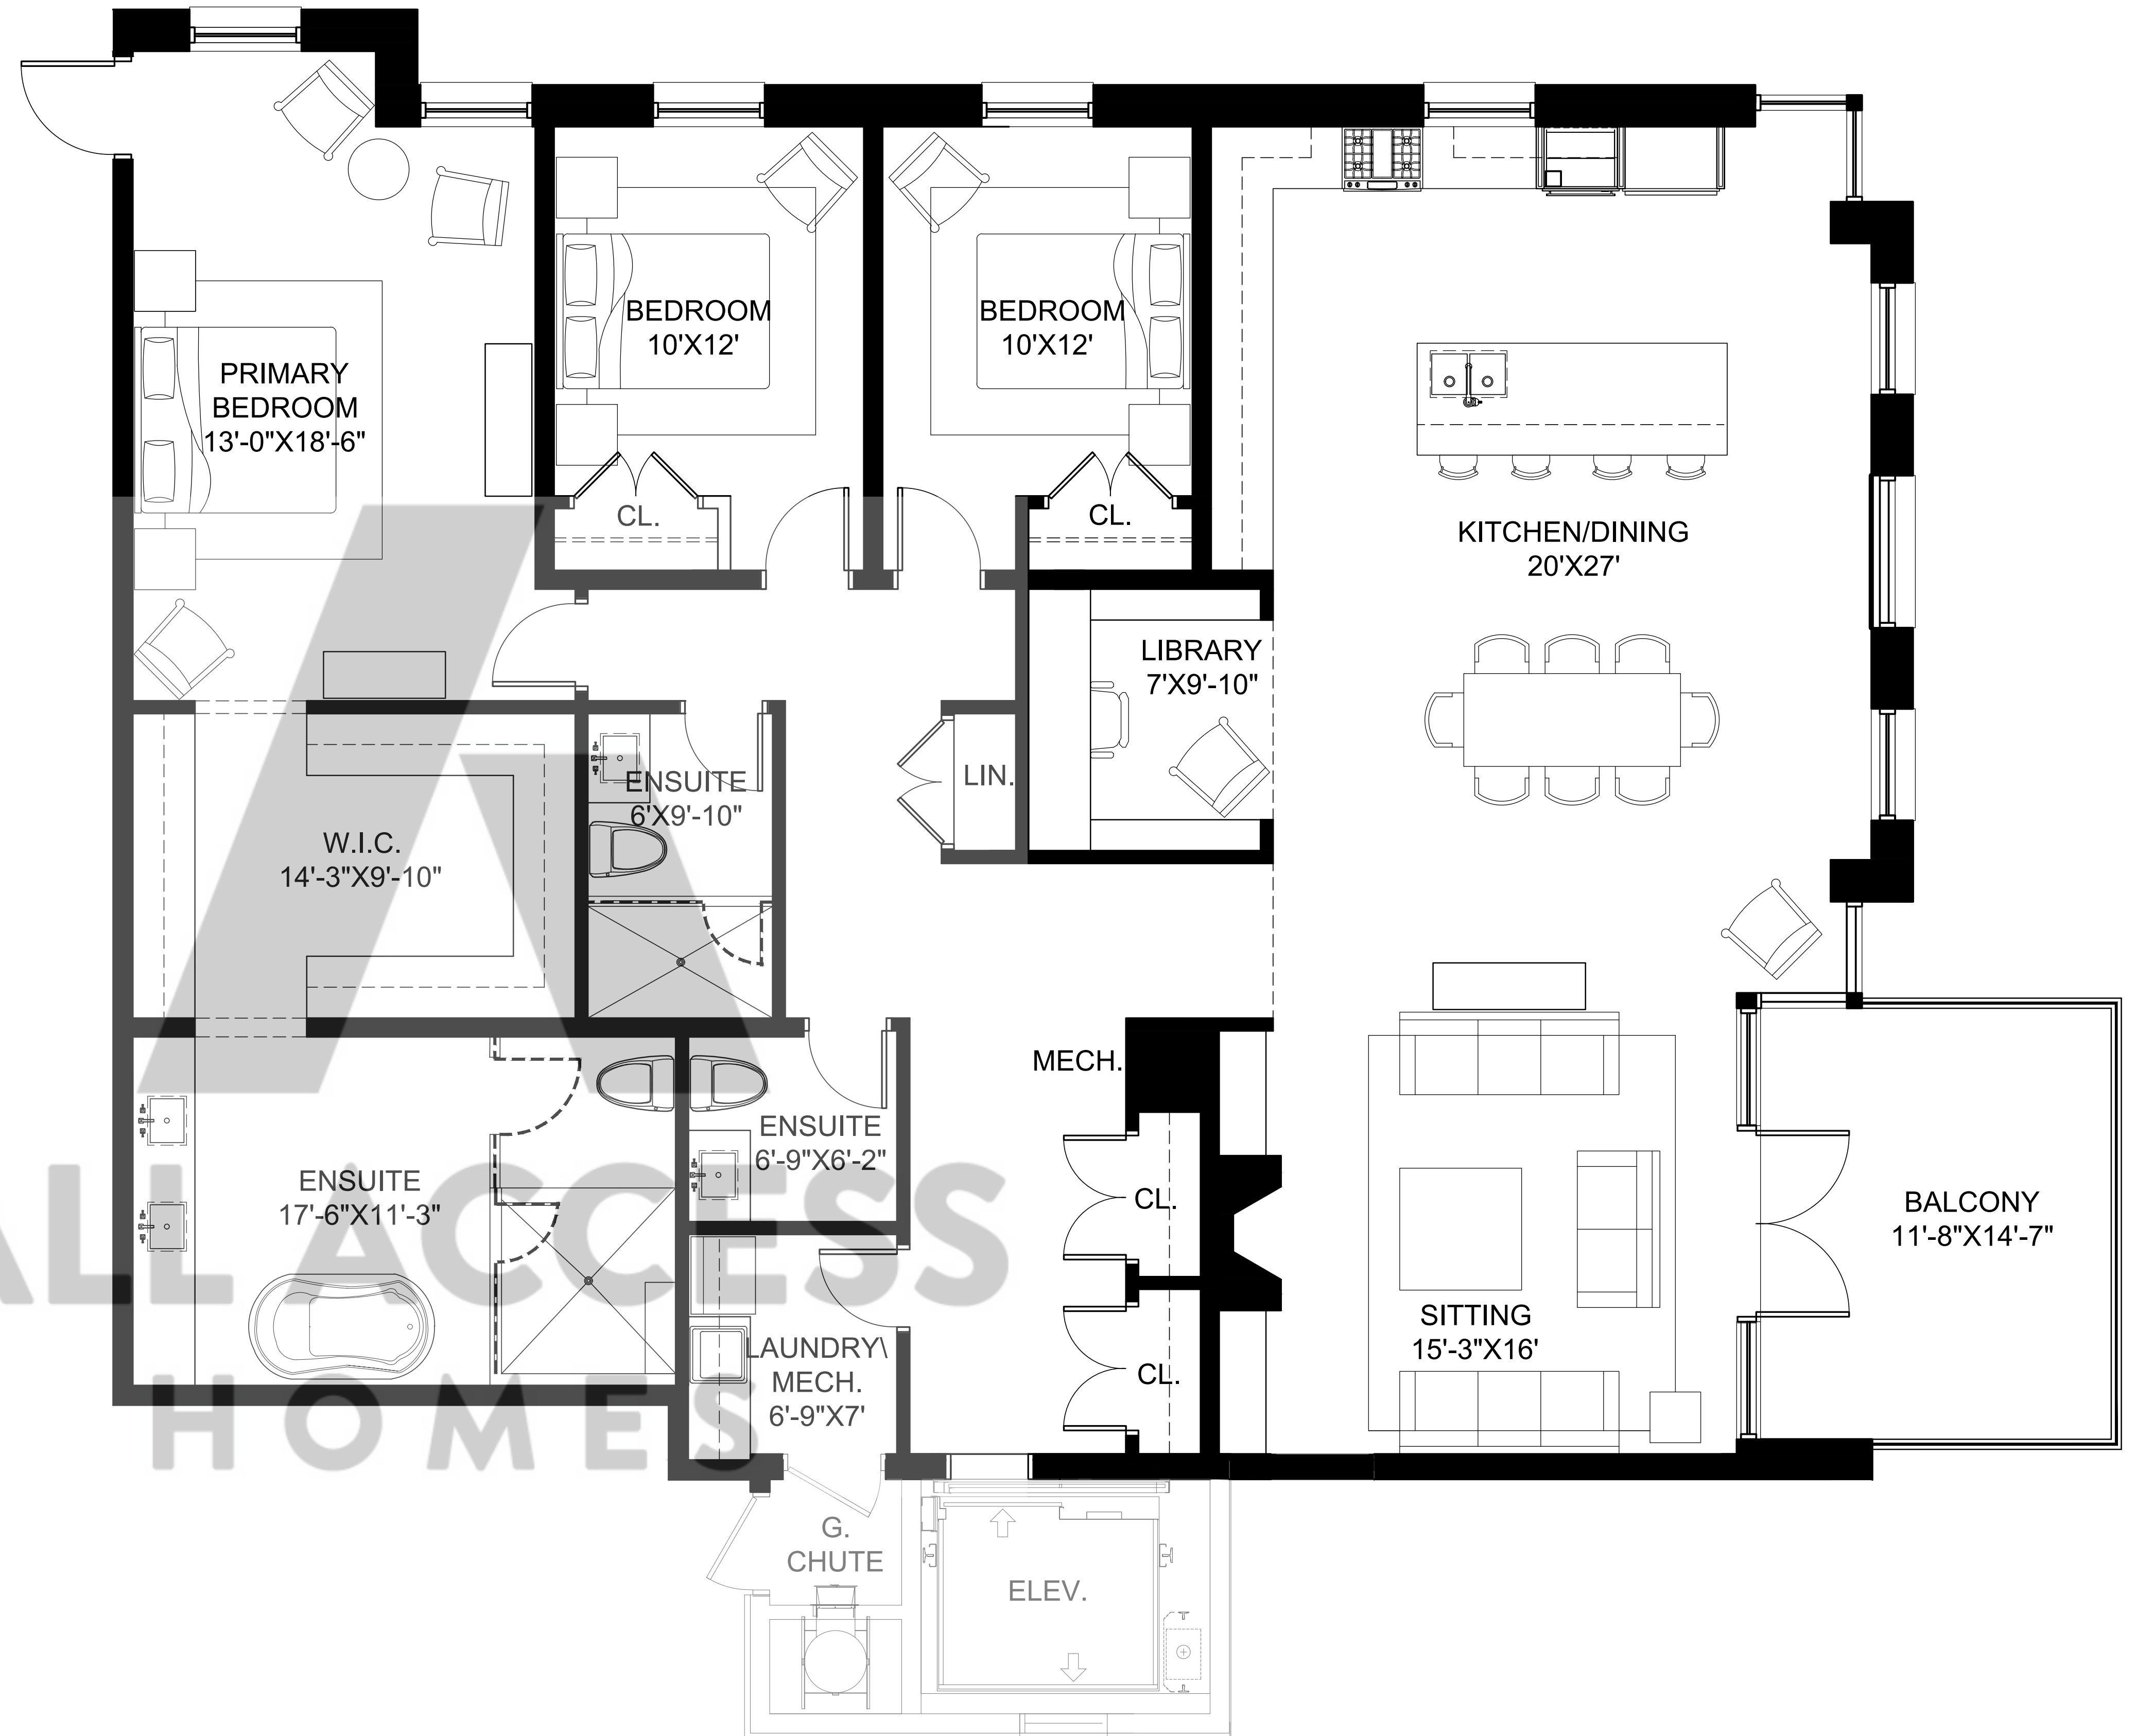 PRIMARY
BEDROOM
13'-0"X18'-6"
BEDROOM
10'X12'
BEDROOM
10'X12'
CL.
CL.
KITCHEN/DINING
20'X27'
LIBRARY
7'X9'-10"
ENSUITE
6'X9'-10"
LIN.
W.I.C.
14'-3"X9'-10"
MECH.
ENSUITE
6'-9"X6'-2"
ENSUITE
17'-6"X11'-3"
CL.
BALCONY
11'-8"X14'-7"
SITTING
15'-3"X16'
LAUNDRY\
MECH.
6'-9"X7'
CL.
G.
CHUTE
ELEV.
ALL ACCESS
HOMES